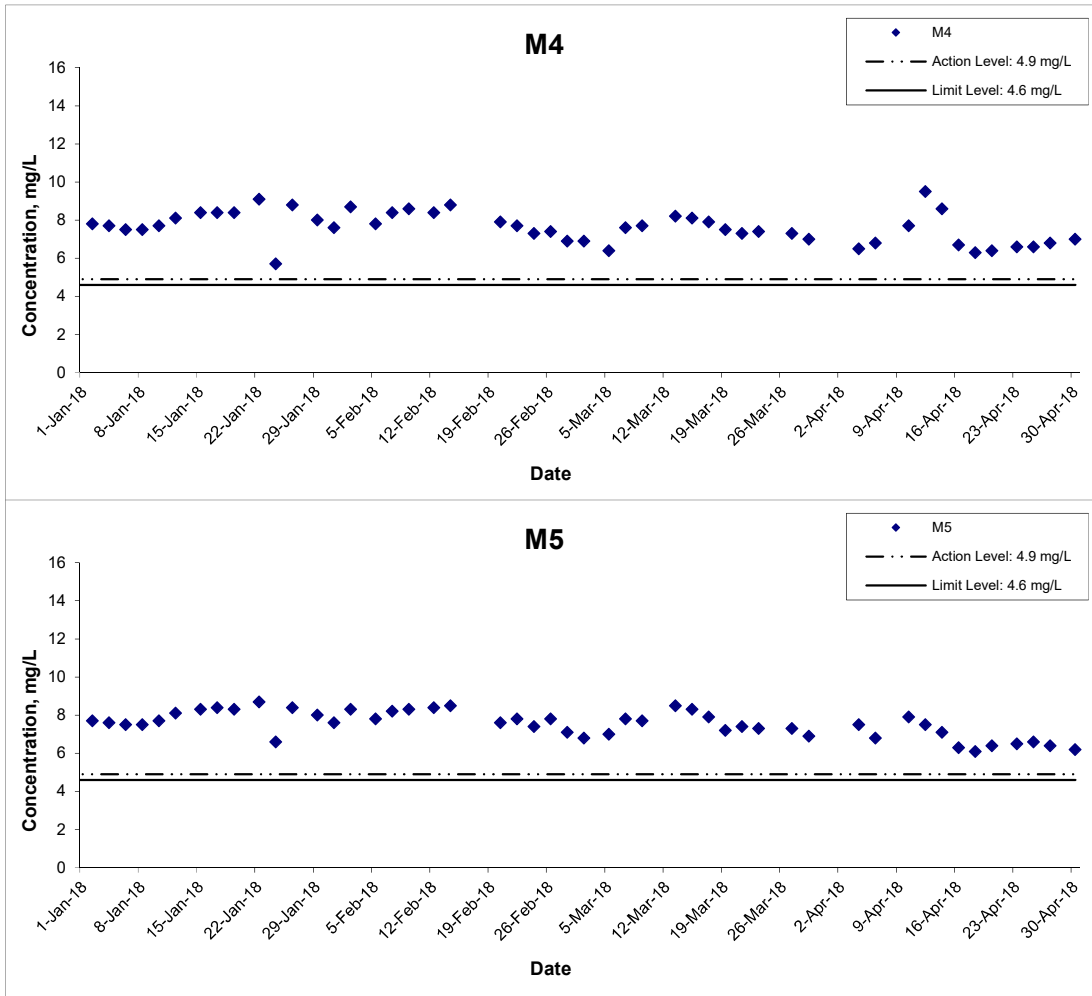 M4
M4
Action Level: 4.9 mg/L
Limit Level: 4.6 mg/L
Concentration, mg/L
16
14
12
10
8
6
4
2
0
1-Jan-18
8-Jan-18
15-Jan-18
22-Jan-18
29-Jan-18
5-Feb-18
12-Feb-18
19-Feb-18
26-Feb-18
5-Mar-18
12-Mar-18
19-Mar-18
26-Mar-18
2-Apr-18
9-Apr-18
16-Apr-18
23-Apr-18
30-Apr-18
Date
M5
M5
Action Level: 4.9 mg/L
Limit Level: 4.6 mg/L
Concentration, mg/L
16
14
12
10
8
6
4
2
0
1-Jan-18
8-Jan-18
15-Jan-18
22-Jan-18
29-Jan-18
5-Feb-18
12-Feb-18
19-Feb-18
26-Feb-18
5-Mar-18
12-Mar-18
19-Mar-18
26-Mar-18
2-Apr-18
9-Apr-18
16-Apr-18
23-Apr-18
30-Apr-18
Date